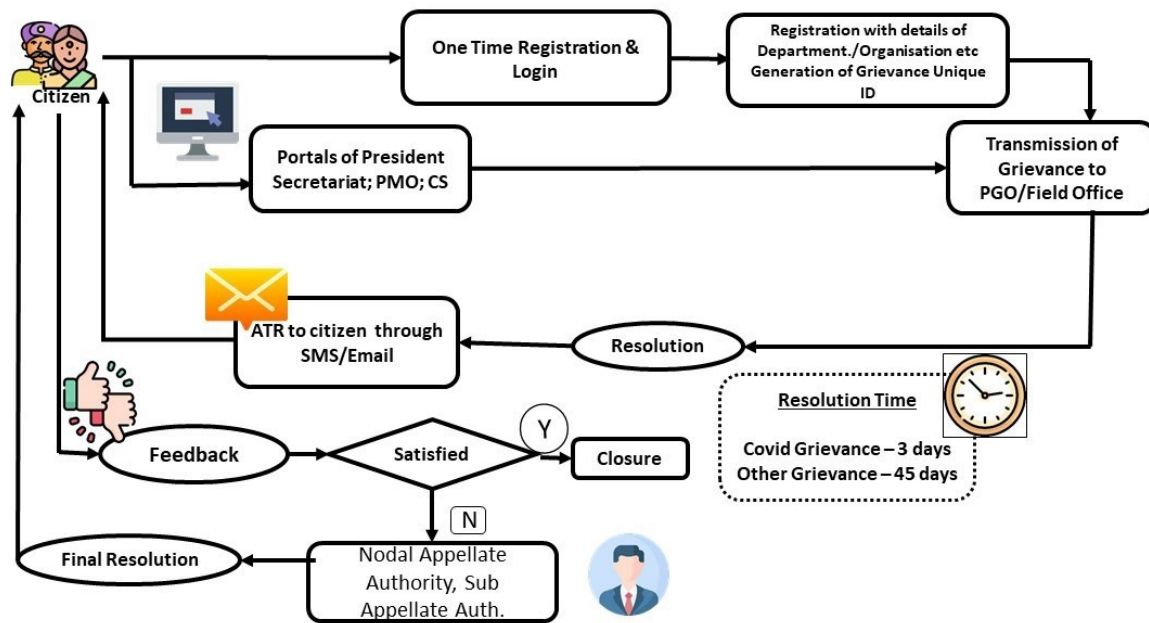 Citizen
One Time Registration &
Login
Registration with details of
Department./Organisation etc
Generation of Grievance Unique
ID
Portals of President
Secretariat; PMO; CS
Transmission of
Grievance to
PGO/Field Office
ATR to citizen through
SMS/Email
Resolution
Resolution Time
Covid Grievance – 3 days
Other Grievance – 45 days
Feedback
Satisfied
Y
Closure
N
Final Resolution
Nodal Appellate
Authority, Sub
Appellate Auth.